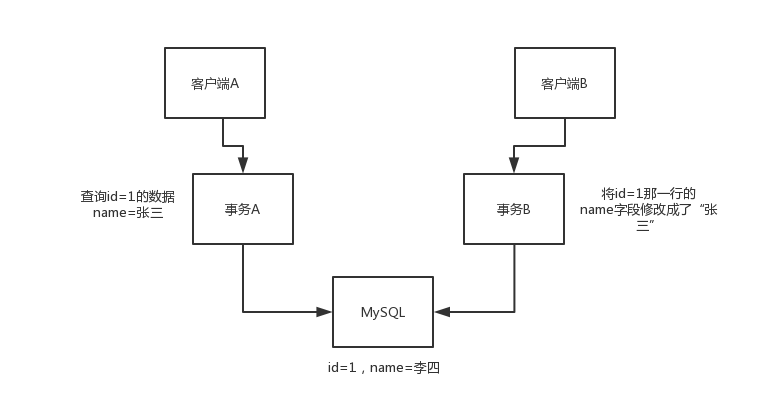 客户端A
客户端B
查询id=1的数据
name=张三
事务A
事务B
将id=1那一行的
name字段修改成了“张
三”
MySQL
id=1，name=李四